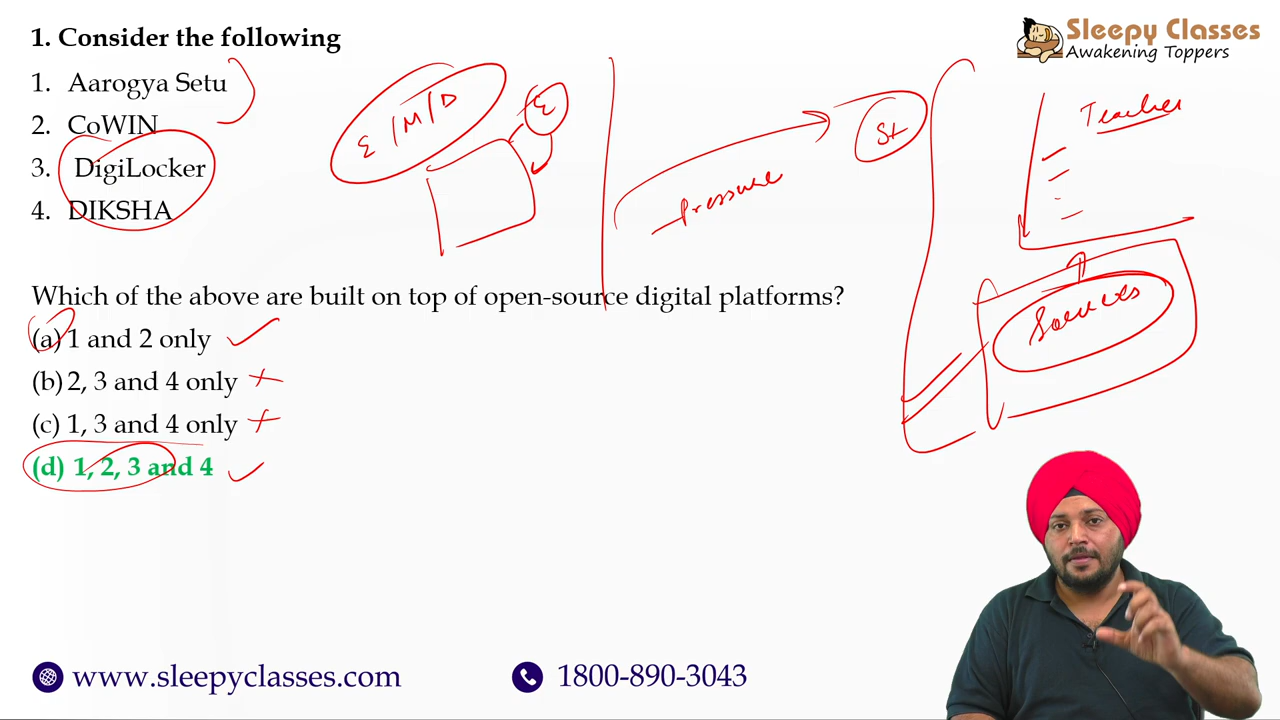 1. Consider the following
1. Aarogya Setu
2. CoWIN
3. DigiLocker
4. DIKSHA
Which of the above are built on top of open-source digital platforms?
(a) 1 and 2 only
(b) 2, 3 and 4 only
(c) 1, 3 and 4 only
(d) 1, 2, 3 and 4
Sleepy Classes
Awakening Toppers
E/M/D
E
Pressure
St
Teacher
Sources
www.sleepyclasses.com
1800-890-3043